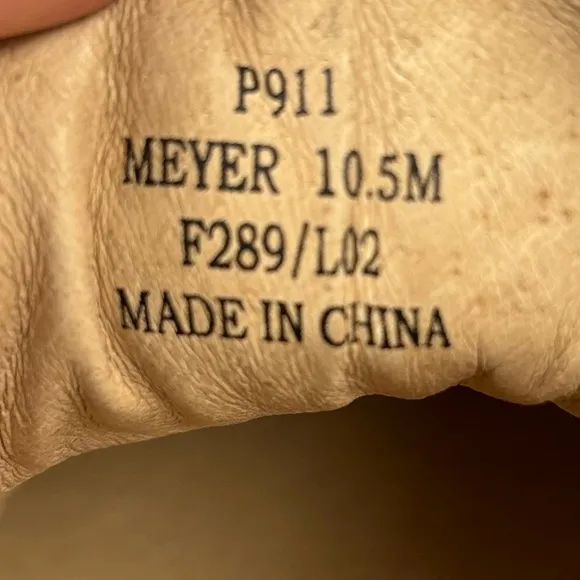 P911
MEYER 10.5M
F289/L02
MADE IN CHINA